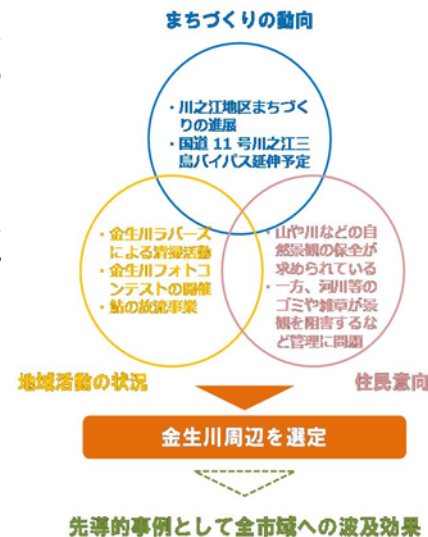 まちづくりの動向
・川之江地区まちづく
りの進展
・国道 11 号川之江三
島バイパス延伸予定
・金生川ラバーズ
による清掃活動
・金生川フォトコ
ンテストの開催
・鮎の放流事業
・山や川などの自
然景観の保全が
求められている
・一方、河川等の
ゴミや雑草が景
観を阻害するな
ど管理に問題
地域活動の状況
住民意向
金生川周辺を選定
先導的事例として全市域への波及効果